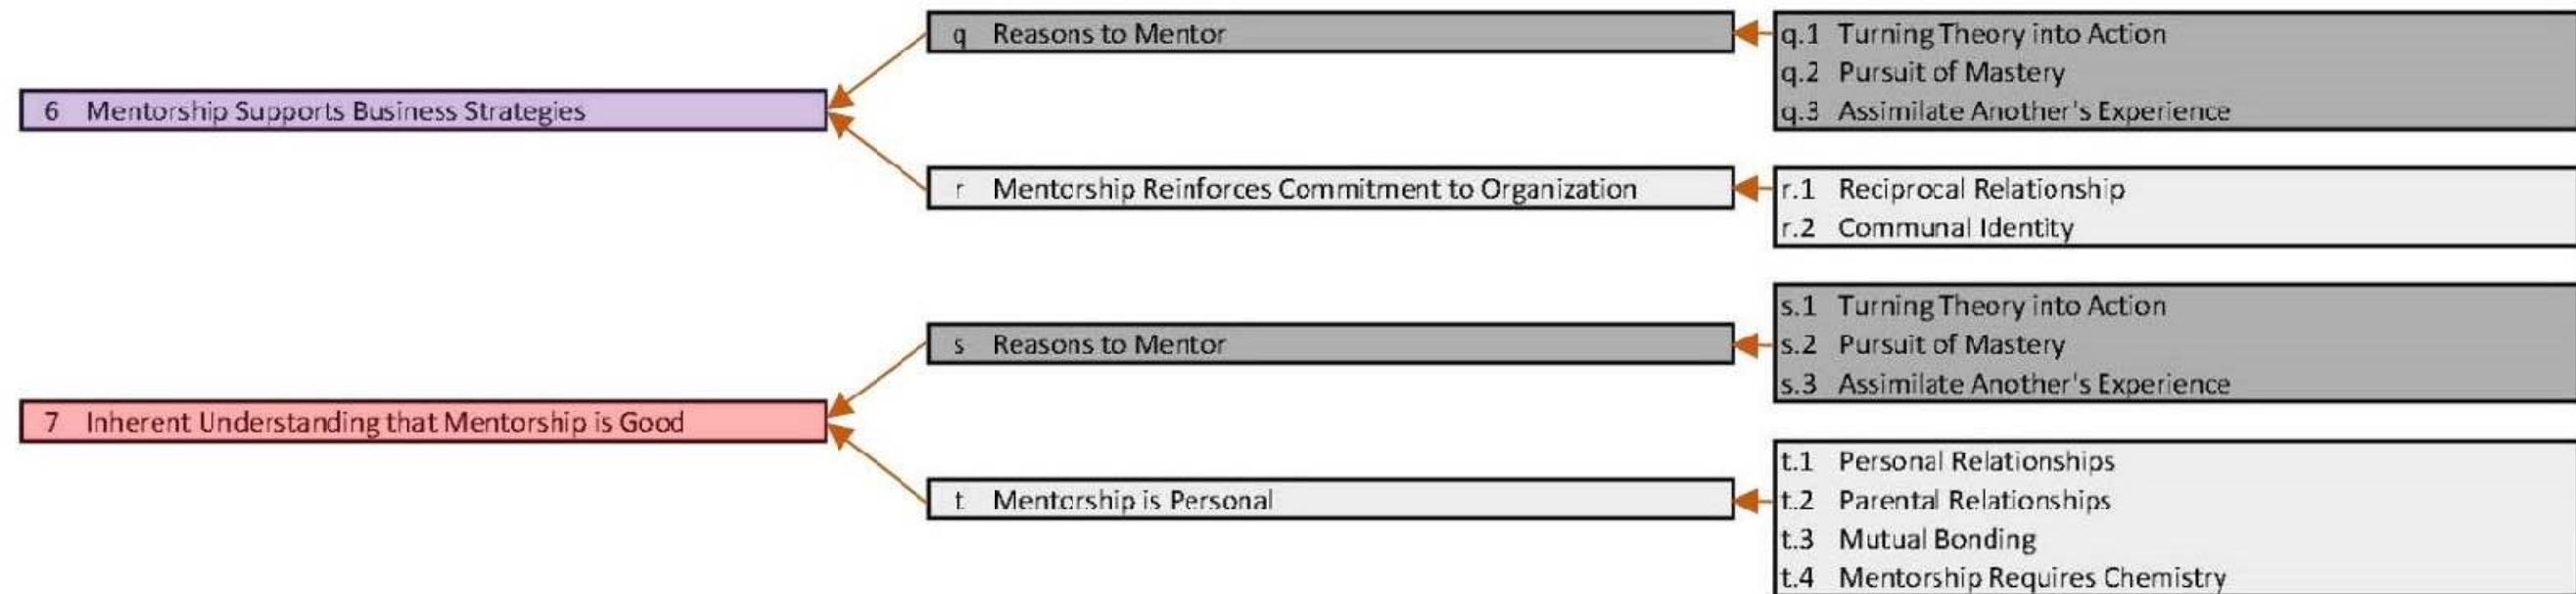 6 Mentorship Supports Business Strategies
q Reasons to Mentor
q.1 Turning Theory into Action
q.2 Pursuit of Mastery
q.3 Assimilate Another's Experience
r Mentorship Reinforces Commitment to Organization
r.1 Reciprocal Relationship
r.2 Communal Identity
7 Inherent Understanding that Mentorship is Good
s Reasons to Mentor
s.1 Turning Theory into Action
s.2 Pursuit of Mastery
s.3 Assimilate Another's Experience
t Mentorship is Personal
t.1 Personal Relationships
t.2 Parental Relationships
t.3 Mutual Bonding
t.4 Mentorship Requires Chemistry